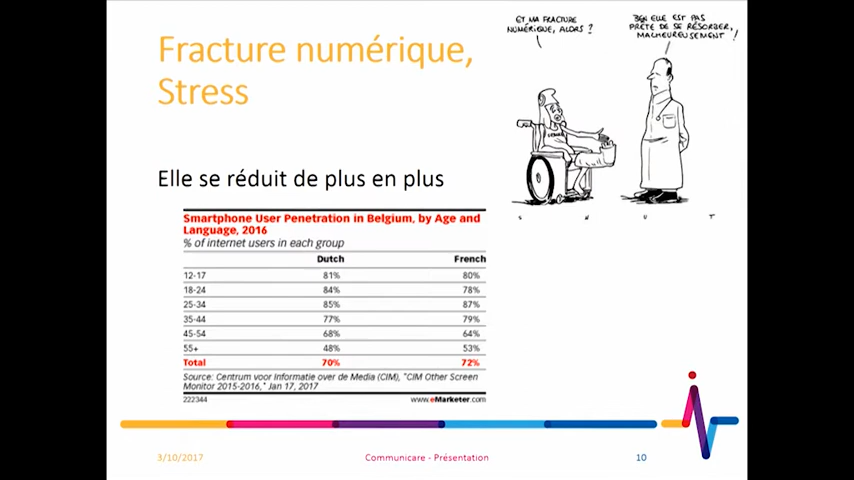 Fracture numérique,
Stress
ET MA FRACTURE
NUMÉRIQUE, ALORS ?
BEN ELLE EST PAS
PRÊTE DE SE RÉSORBER,
MALHEUREUSEMENT !
Elle se réduit de plus en plus
Smartphone User Penetration in Belgium, by Age and
Language, 2016
% of internet users in each group
Dutch French
12-17 81% 80%
18-24 84% 78%
25-34 85% 87%
35-44 77% 79%
45-54 68% 64%
55+ 48% 53%
Total 70% 72%
Source: Centrum voor Informatie over de Media (CIM), "CIM Other Screen
Monitor 2015-2016," Jan 17, 2017
222344 www.eMarketer.com
3/10/2017 Communicare - Présentation 10